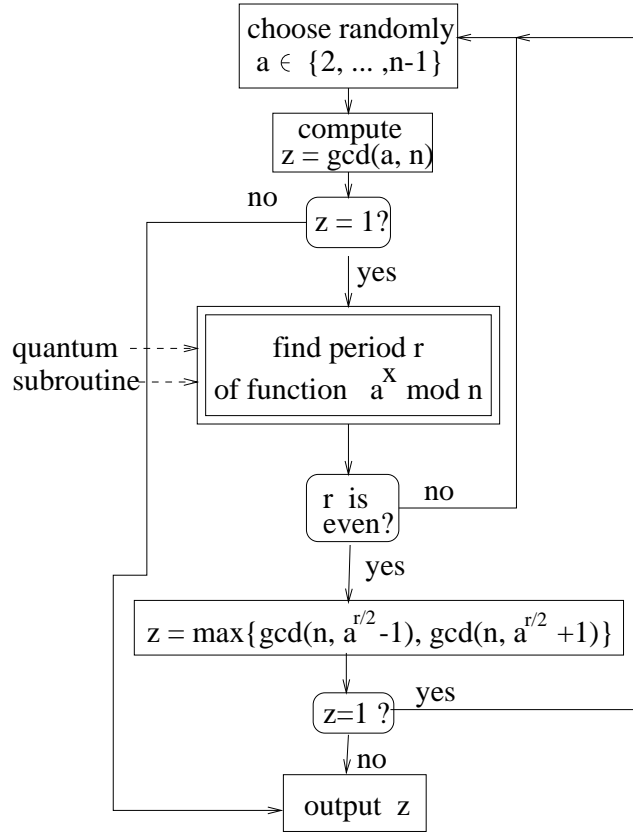 choose randomly
a ∈ {2, ... ,n-1}
compute
z = gcd(a, n)
no
z = 1?
yes
quantum
subroutine
find period r
of function a^x mod n
r is
even?
no
yes
z = max{gcd(n, a^{r/2} -1), gcd(n, a^{r/2} +1)}
z=1 ?
yes
no
output z